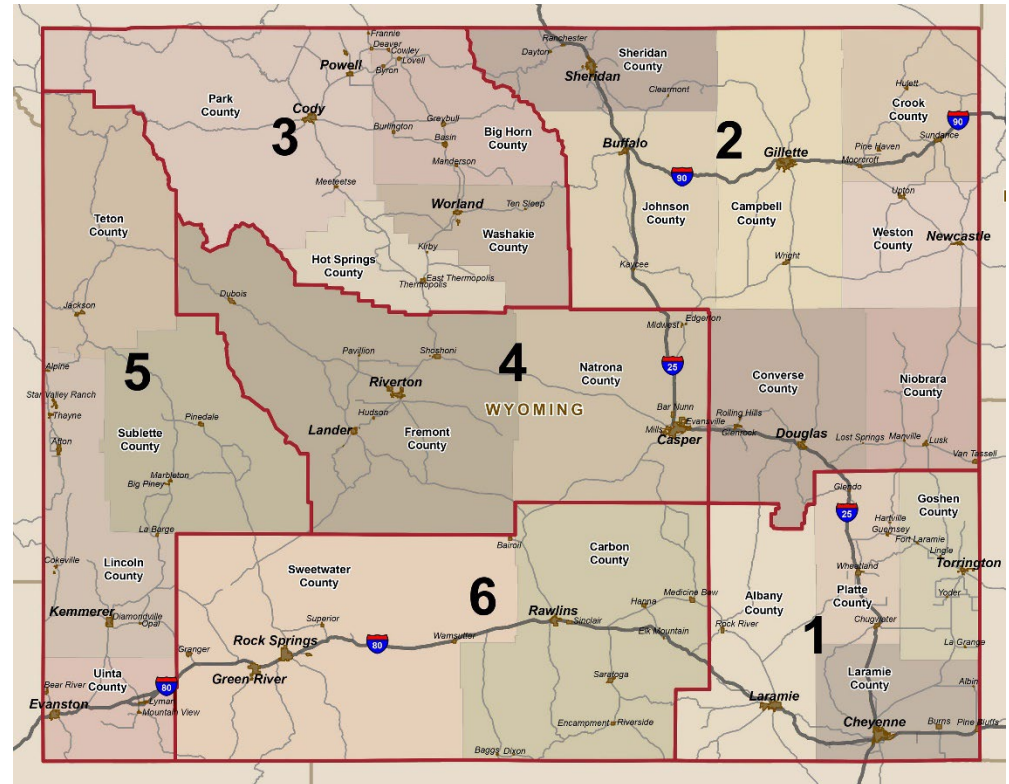 Frannie
Deaver
Cowley
Powell
Lovell
Byron
Park
County
Cody
3
Burlington
Greybull
Basin
Big Horn
County
Manderson
Meeteetse
Worland
Ten Sleep
Washakie
County
Kirby
Hot Springs
County
East Thermopolis
Thermopolis
Ranchester
Dayton
Sheridan
County
Sheridan
Clearmont
Buffalo
2
Gillette
90
Johnson
County
Campbell
County
Kaycee
Wright
Hulett
Crook
County
90
Sundance
Pine Haven
Moorcroft
Upton
Weston
County
Newcastle
Teton
County
Jackson
5
Alpine
Star Valley Ranch
Thayne
Afton
Sublette
County
Pinedale
Marbleton
Big Piney
La Barge
Cokeville
Lincoln
County
Kemmerer
Diamondville
Opal
Uinta
County
Bear River
Evanston
Lyman
Mountain View
80
Dubois
Pavillion
Shoshoni
4
Riverton
WYOMING
Hudson
Lander
Fremont
County
Natrona
County
Midwest
Edgerton
25
Bar Nunn
Mills
Evansville
Casper
Converse
County
Rolling Hills
Glenrock
Douglas
Niobrara
County
Lost Springs
Manville
Lusk
Van Tassell
Sweetwater
County
Bairoil
6
Superior
Rock Springs
Granger
Green River
80
Wamsutter
Carbon
County
Rawlins
Sinclair
Hanna
Medicine Bow
Elk Mountain
Saratoga
Encampment
Riverside
Baggs
Dixon
Glendo
25
Goshen
County
Hartville
Guernsey
Fort Laramie
Lingle
Torrington
Wheatland
Platte
County
Yoder
Albany
County
Rock River
1
Chugwater
La Grange
Laramie
County
Albin
Laramie
Cheyenne
Burns
Pine Bluffs